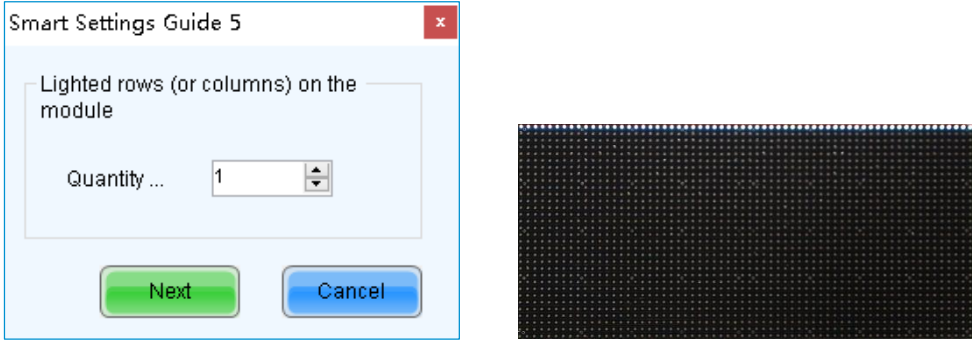 Smart Settings Guide 5
x
Lighted rows (or columns) on the
module
Quantity ...
1
Next
Cancel